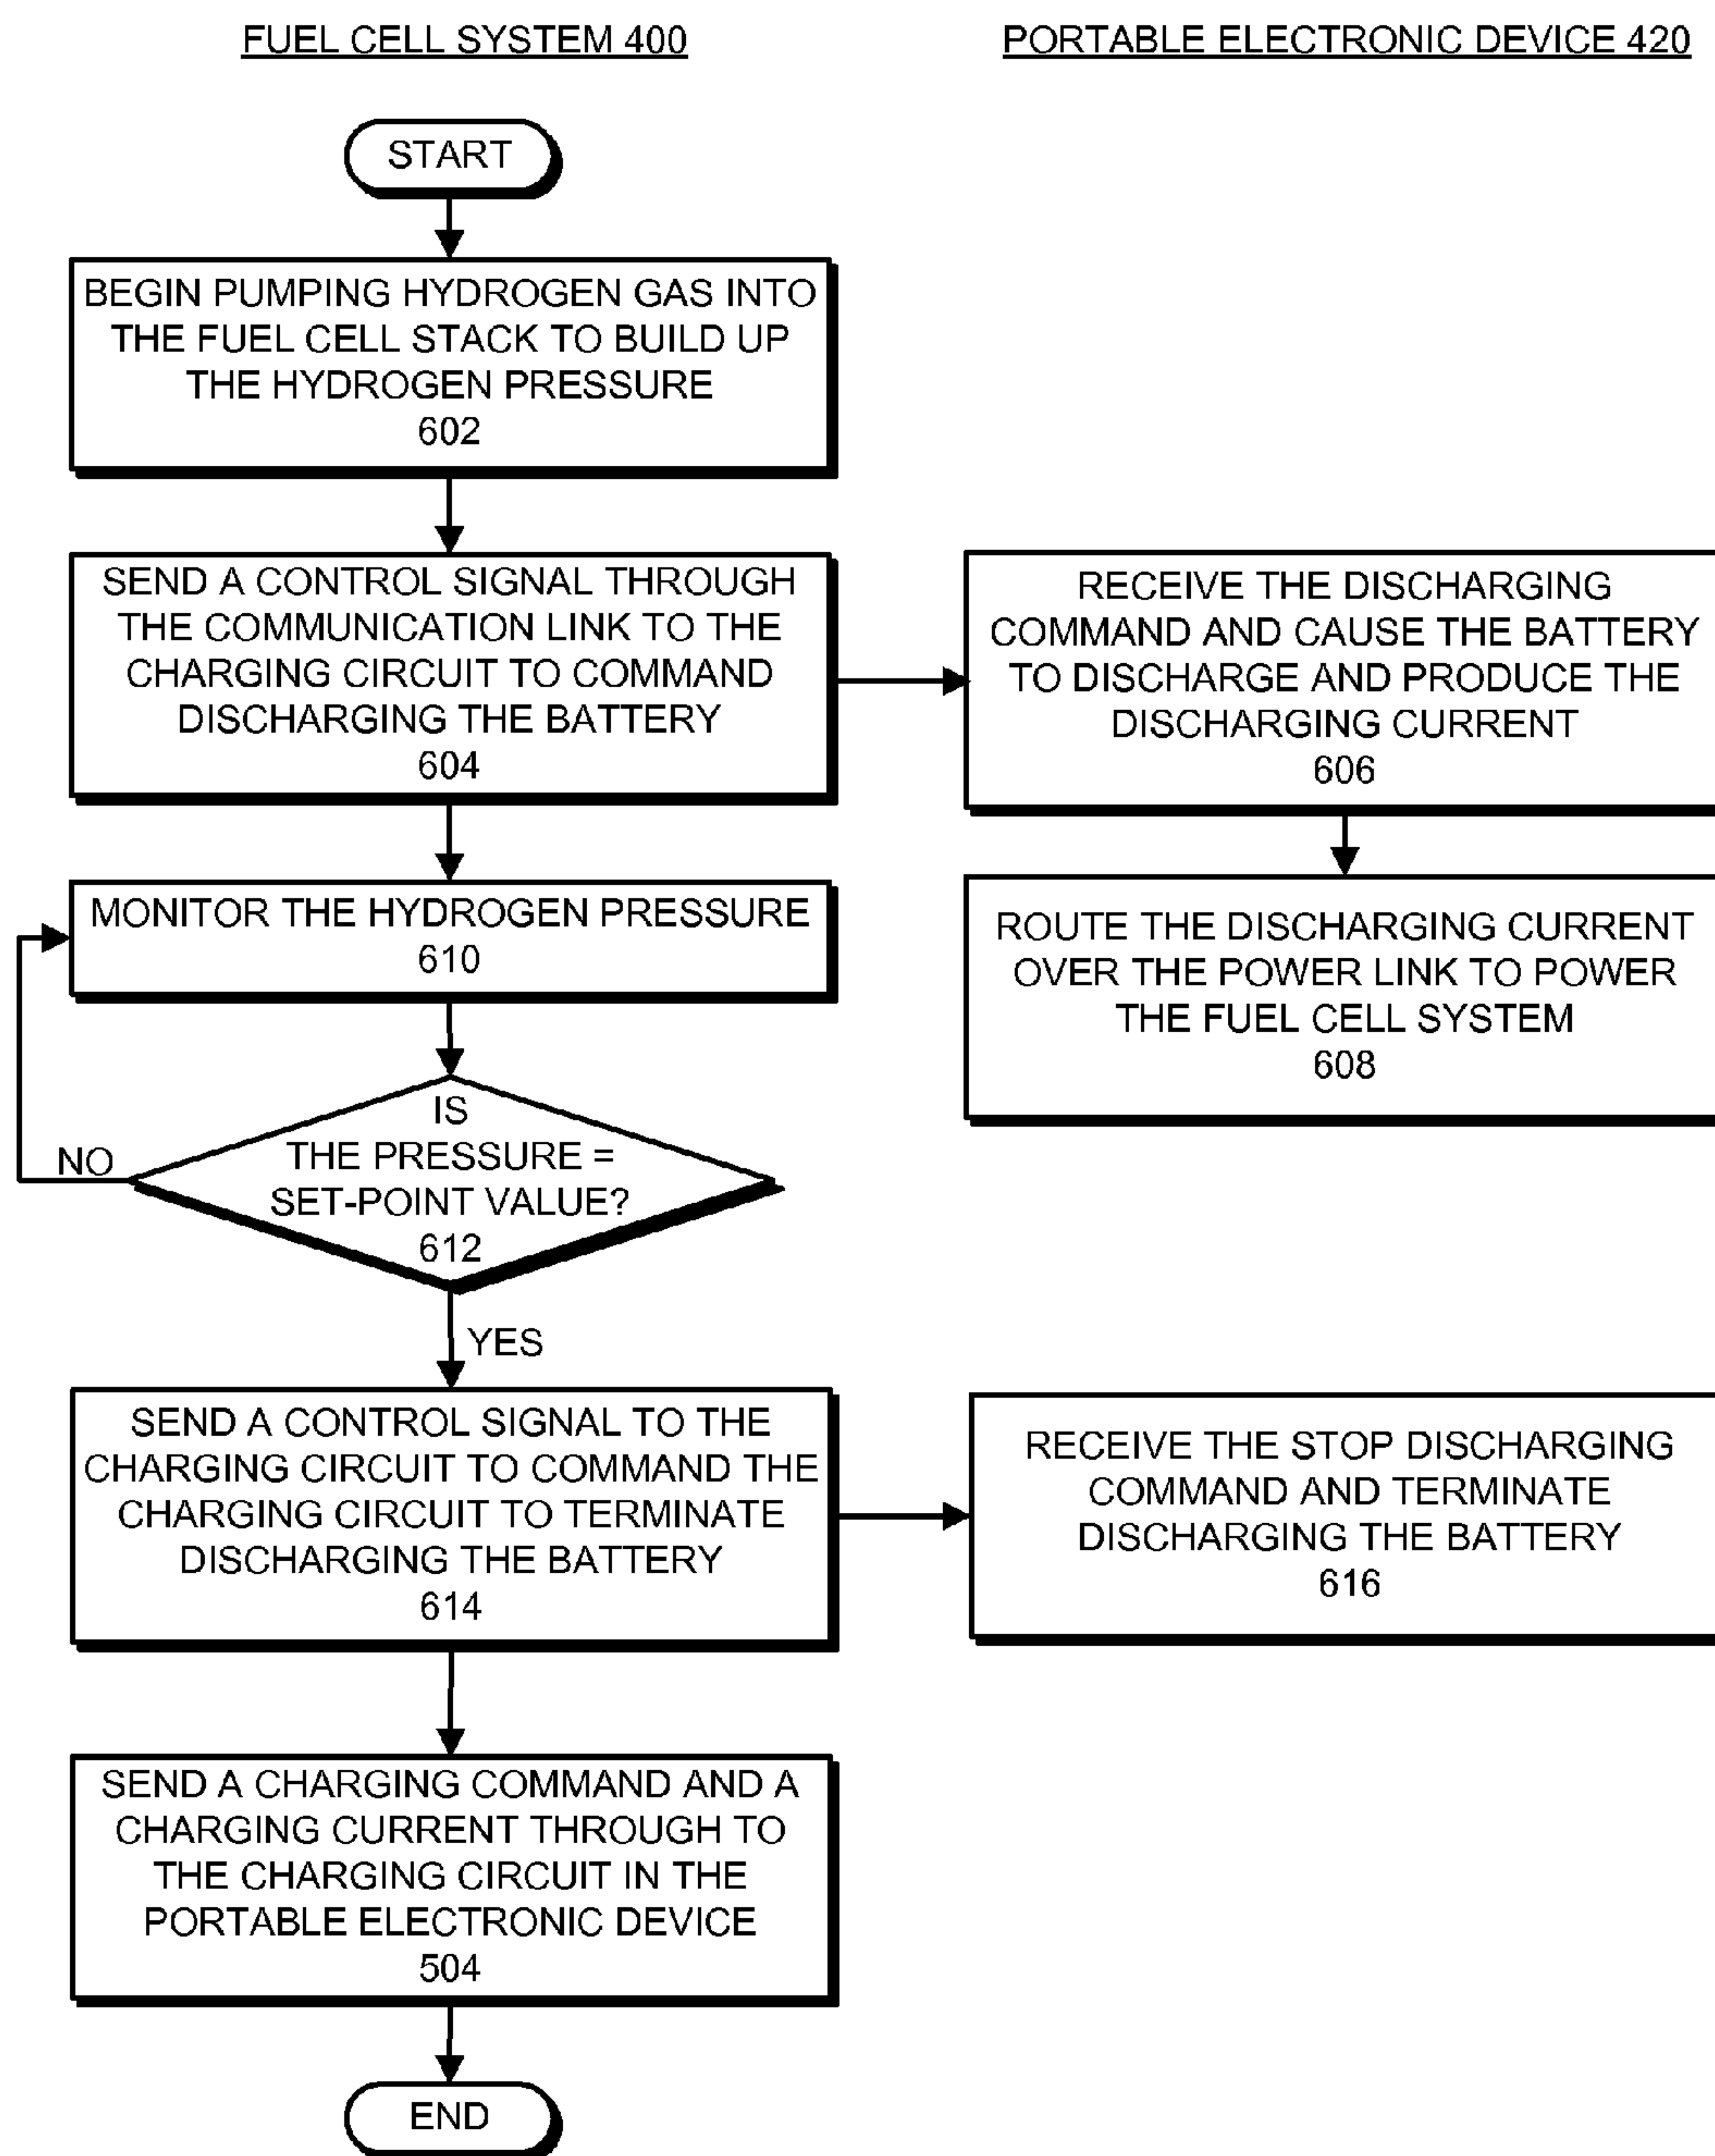 FUEL CELL SYSTEM 400
PORTABLE ELECTRONIC DEVICE 420
START
BEGIN PUMPING HYDROGEN GAS INTO
THE FUEL CELL STACK TO BUILD UP
THE HYDROGEN PRESSURE
602
SEND A CONTROL SIGNAL THROUGH
THE COMMUNICATION LINK TO THE
CHARGING CIRCUIT TO COMMAND
DISCHARGING THE BATTERY
604
RECEIVE THE DISCHARGING
COMMAND AND CAUSE THE BATTERY
TO DISCHARGE AND PRODUCE THE
DISCHARGING CURRENT
606
MONITOR THE HYDROGEN PRESSURE
610
ROUTE THE DISCHARGING CURRENT
OVER THE POWER LINK TO POWER
THE FUEL CELL SYSTEM
608
IS
THE PRESSURE =
SET-POINT VALUE?
612
NO
YES
SEND A CONTROL SIGNAL TO THE
CHARGING CIRCUIT TO COMMAND THE
CHARGING CIRCUIT TO TERMINATE
DISCHARGING THE BATTERY
614
RECEIVE THE STOP DISCHARGING
COMMAND AND TERMINATE
DISCHARGING THE BATTERY
616
SEND A CHARGING COMMAND AND A
CHARGING CURRENT THROUGH TO
THE CHARGING CIRCUIT IN THE
PORTABLE ELECTRONIC DEVICE
504
END